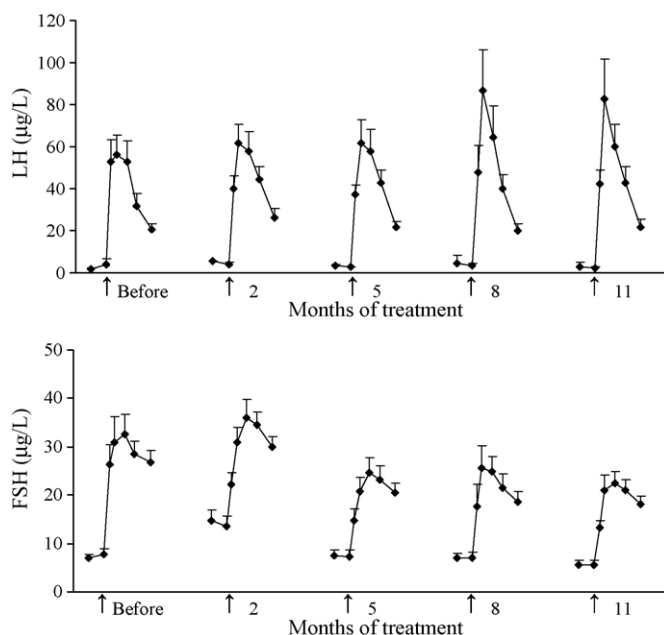 120
100
80
60
40
20
0
LH (µg/L)
↑ Before ↑ 2 ↑ 5 ↑ 8 ↑ 11
Months of treatment
50
40
30
20
10
0
FSH (µg/L)
↑ Before ↑ 2 ↑ 5 ↑ 8 ↑ 11
Months of treatment